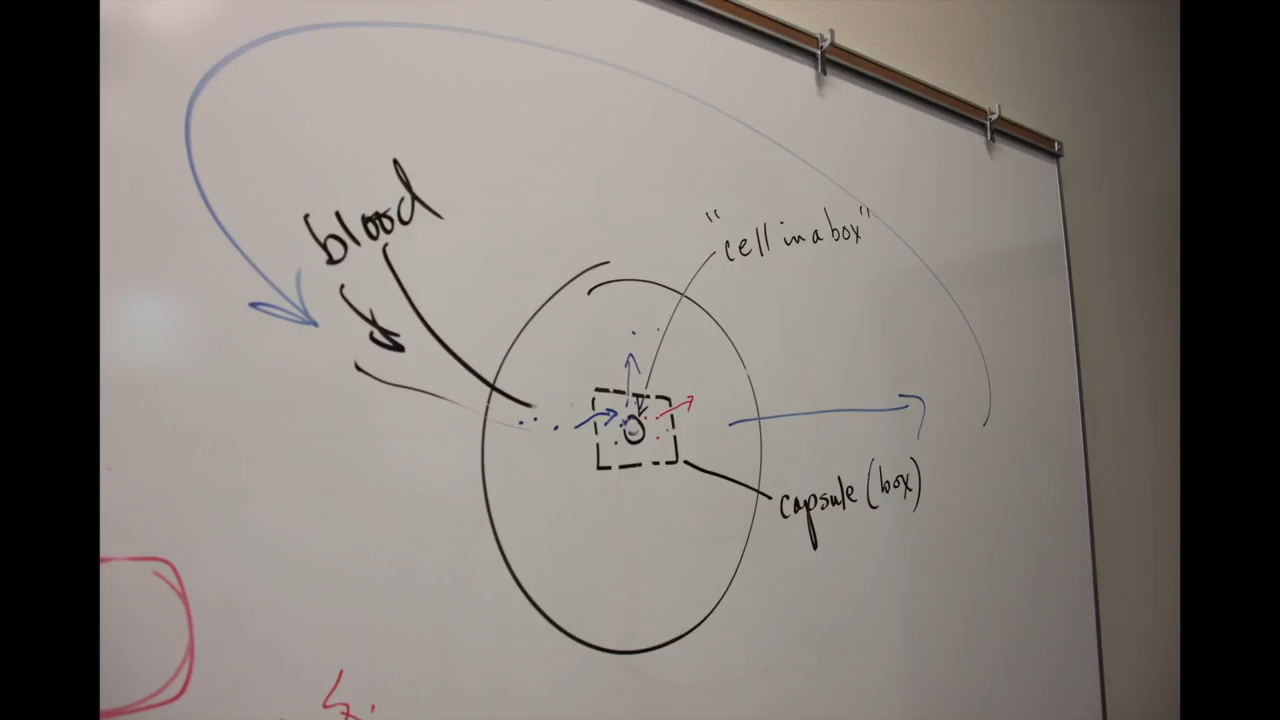 blood
"cell in a box"
capsule (box)